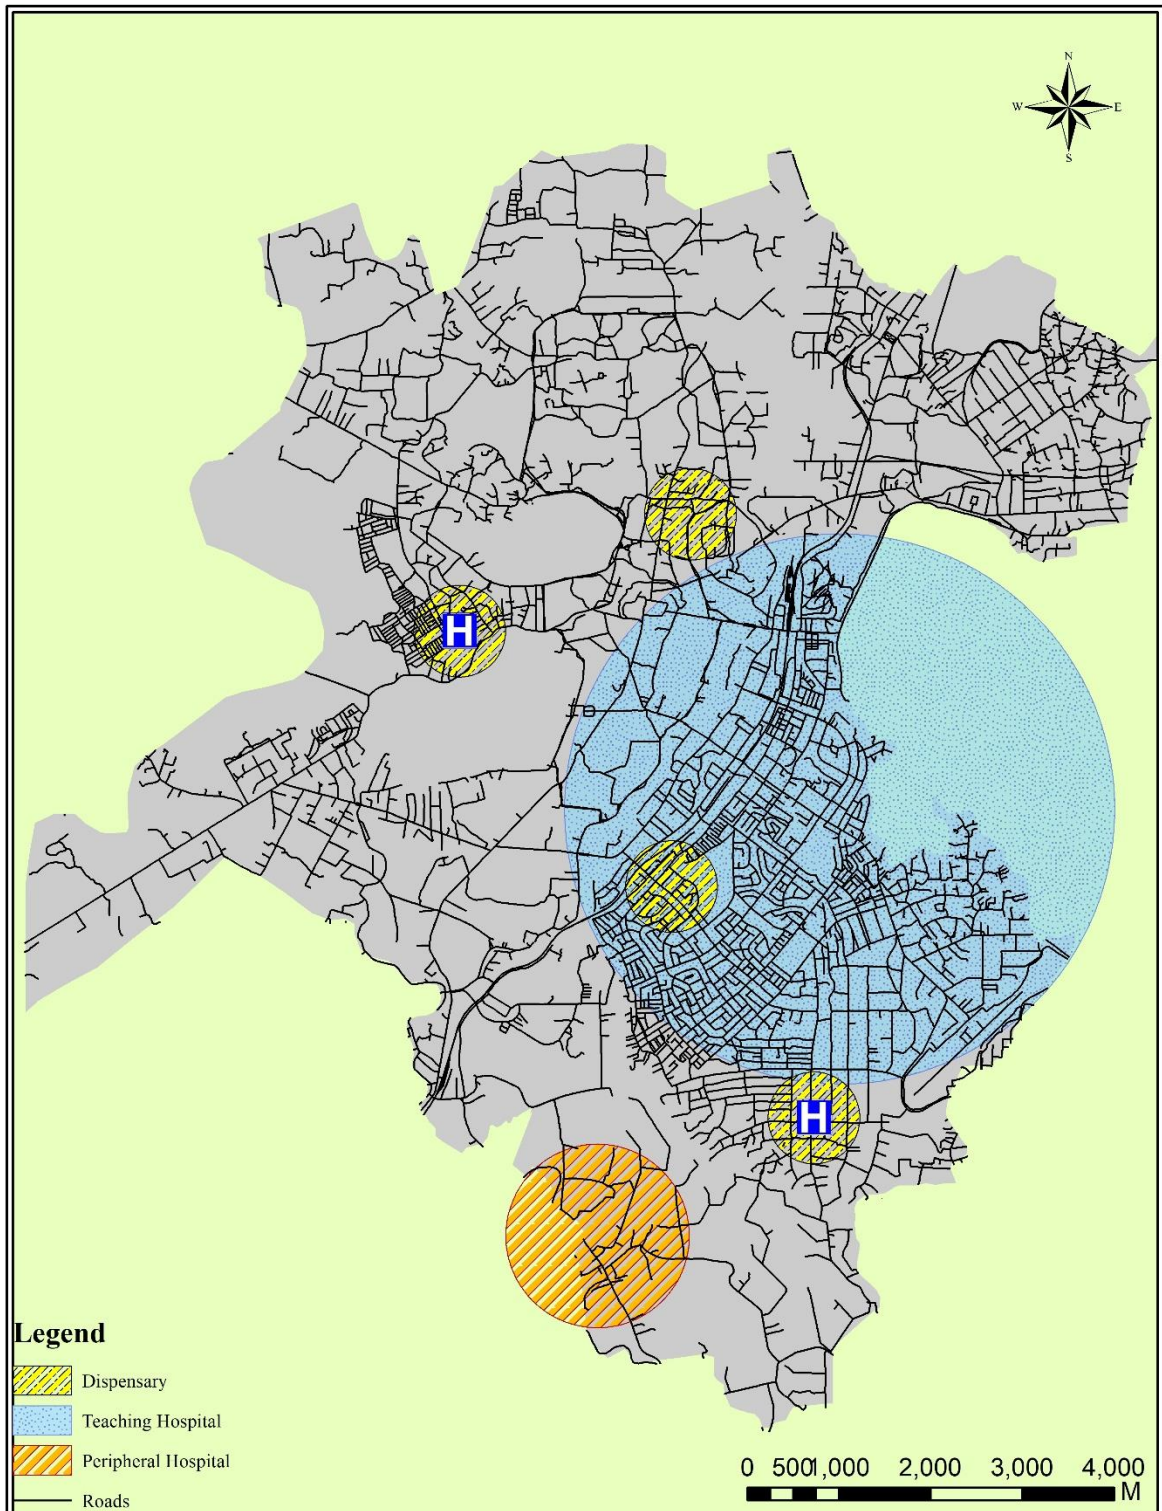 N
W E
S
H
H
Legend
Dispensary
Teaching Hospital
Peripheral Hospital
Roads
0 500 1,000 2,000 3,000 4,000
M